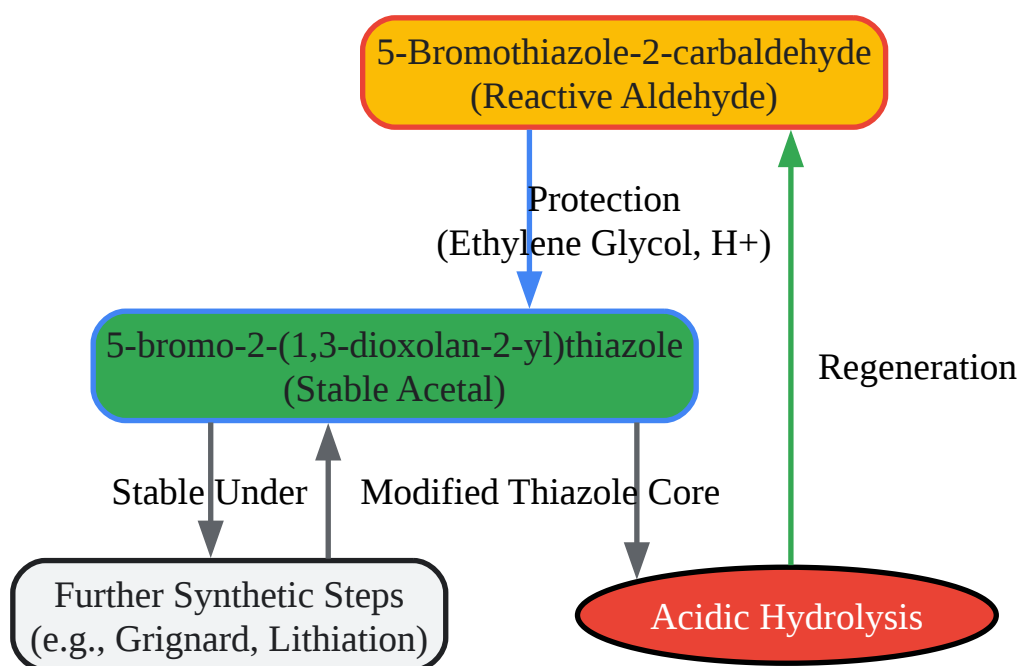 5-Bromothiazole-2-carbaldehyde
(Reactive Aldehyde)
Protection
(Ethylene Glycol, H+)
5-bromo-2-(1,3-dioxolan-2-yl)thiazole
(Stable Acetal)
Regeneration
Stable Under
Modified Thiazole Core
Further Synthetic Steps
(e.g., Grignard, Lithiation)
Acidic Hydrolysis